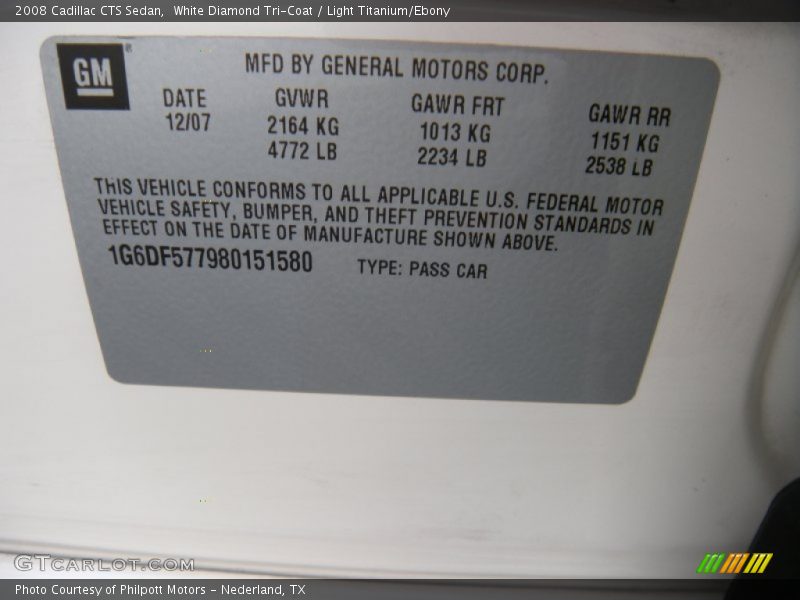 2008 Cadillac CTS Sedan,  White Diamond Tri-Coat / Light Titanium/Ebony
GM ®
MFD BY GENERAL MOTORS CORP.
DATE GVWR GAWR FRT GAWR RR
12/07 2164 KG 1013 KG 1151 KG
4772 LB 2234 LB 2538 LB
THIS VEHICLE CONFORMS TO ALL APPLICABLE U.S. FEDERAL MOTOR
VEHICLE SAFETY, BUMPER, AND THEFT PREVENTION STANDARDS IN
EFFECT ON THE DATE OF MANUFACTURE SHOWN ABOVE.
1G6DF577980151580 TYPE: PASS CAR
GTCARLOT.COM
Photo Courtesy of Philpott Motors - Nederland, TX